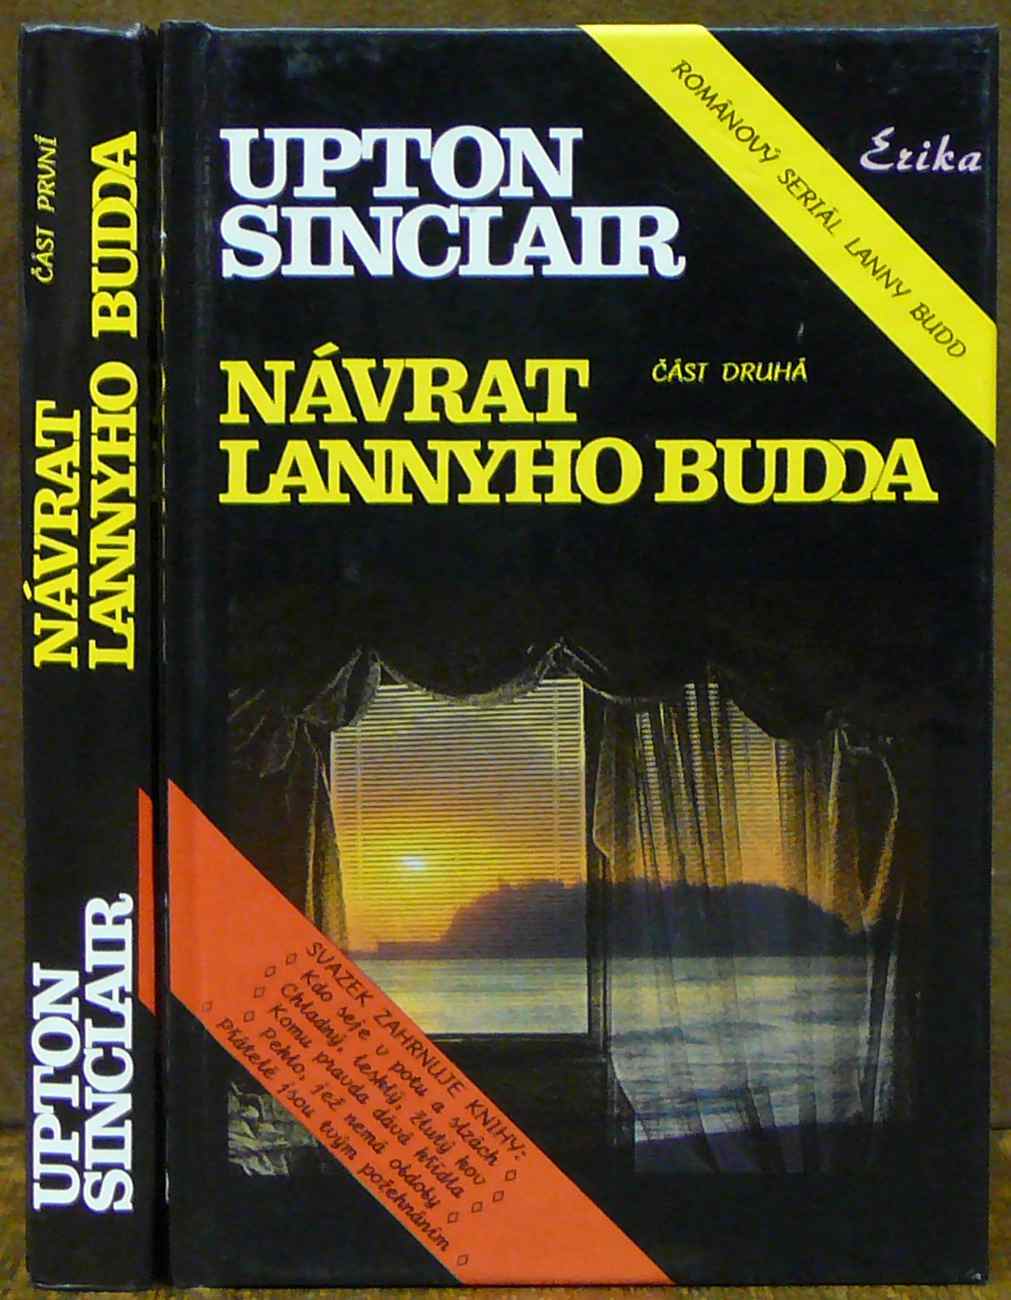 ČÁST PRVNÍ
NÁVRAT
LANNYHO BUDDA
UPTON
SINCLAIR
UPTON
SINCLAIR
Erika
ROMÁNOVÝ SERIÁL LANNY BUDD
NÁVRAT
ČÁST DRUHÁ
LANNYHO BUDDA
SVAZEK ZAHRNUJE KNIHY:
Kdo seje v potu a slzách
Chladný, lesklý, žlutý kov
Komu pravda dává křídla
Peklo, jež nemá obdoby
Přátelé jsou tvým požehnáním